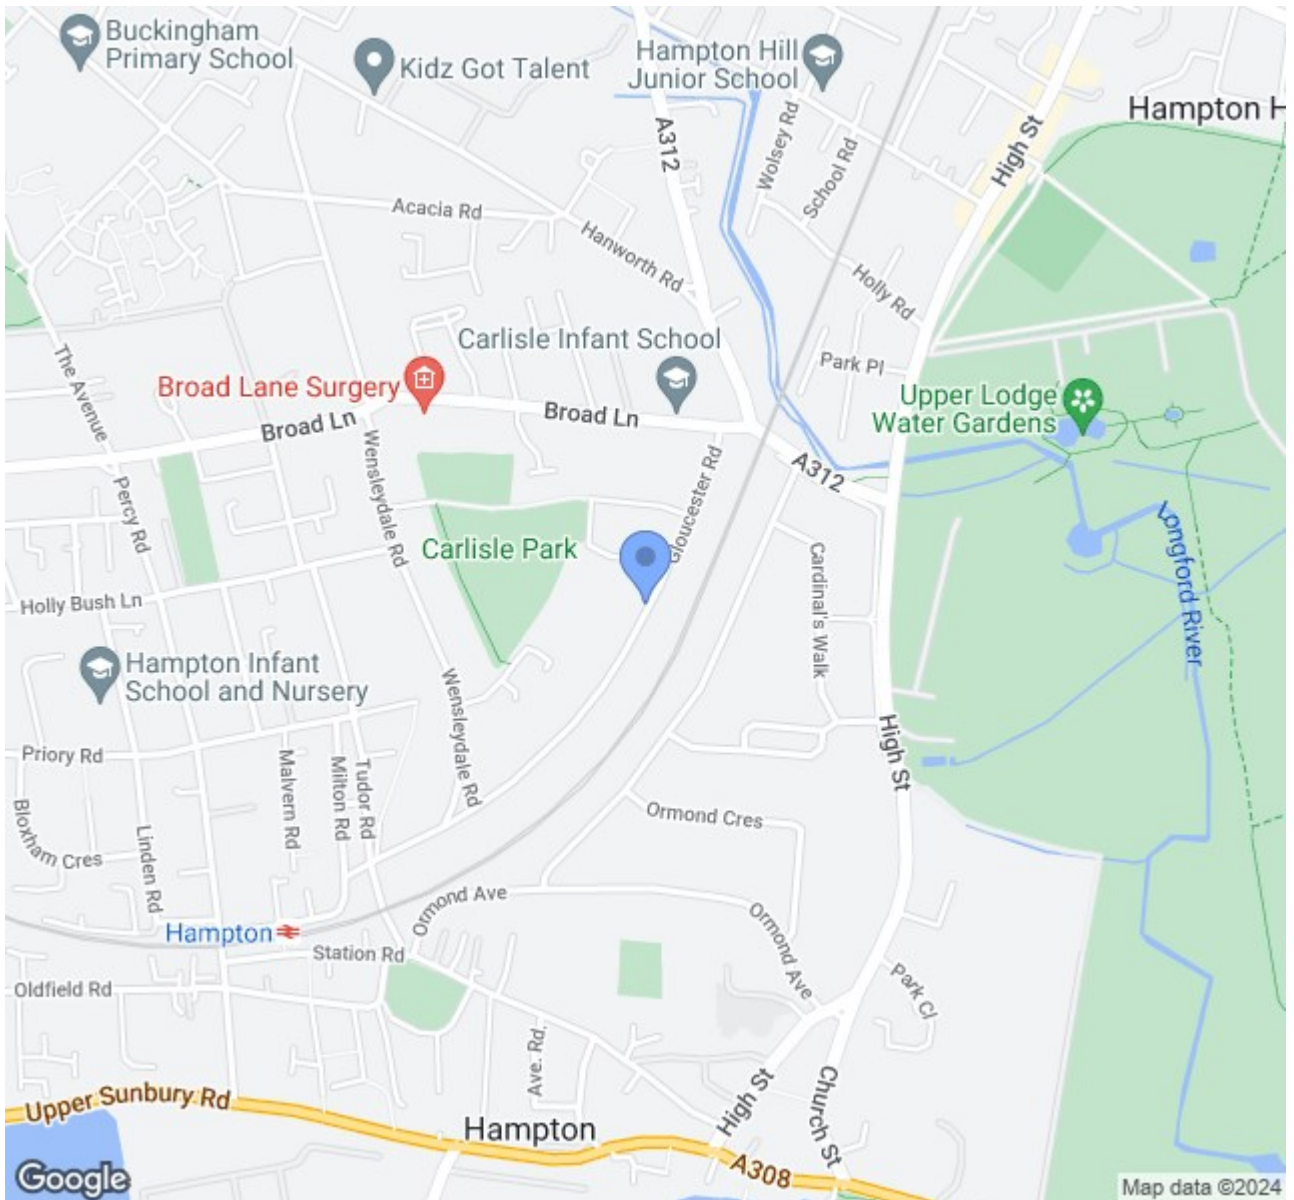 Buckingham
Primary School
Kidz Got Talent
Hampton Hill
Junior School
Hampton H
High St
A312
Wolsey Rd
School Rd
Acacia Rd
Hanworth Rd
Holly Rd
The Avenue
Carlisle Infant School
Park Pl
Broad Lane Surgery
Broad Ln
Broad Ln
Upper Lodge
Water Gardens
Wensleydale Rd
Gloucester Rd
A312
Percy Rd
Carlisle Park
Cardinal's Walk
Longford River
Holly Bush Ln
Hampton Infant
School and Nursery
Wensleydale Rd
High St
Priory Rd
Malvern Rd
Milton Rd
Tudor Rd
Bloxham Cres
Linden Rd
Ormond Cres
Ormond Ave
Ormond Ave
Hampton
Station Rd
Oldfield Rd
Park Cl
Ave. Rd.
Upper Sunbury Rd
Hampton
High St
Church St
A308
Google
Map data ©2024